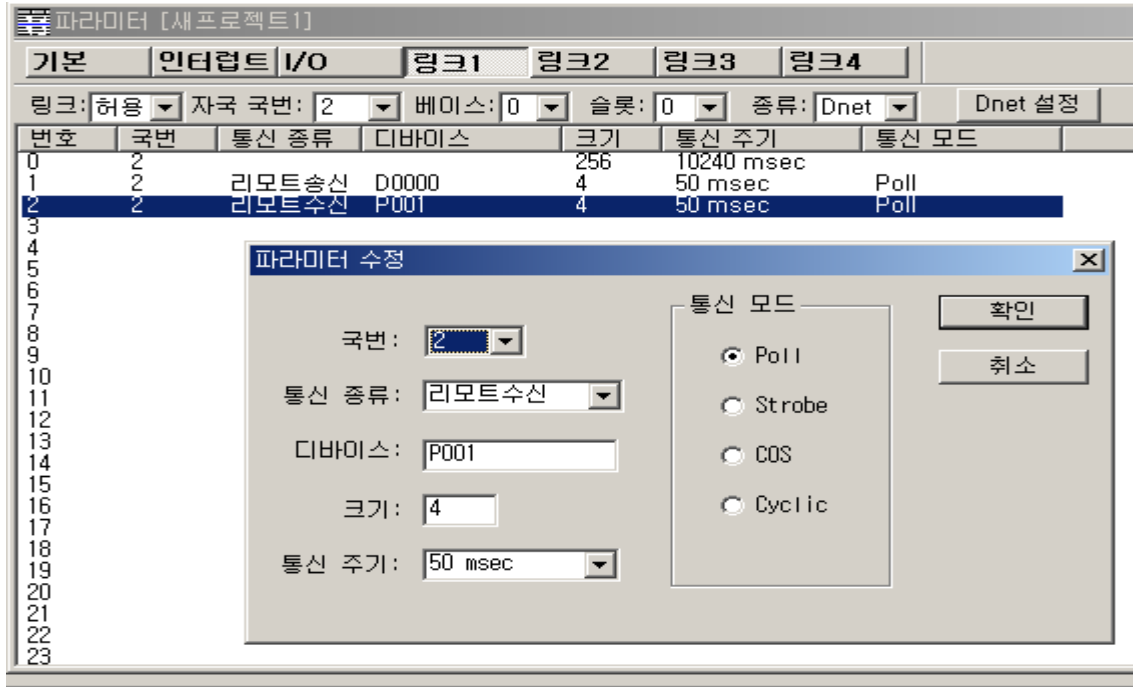 파라미터 [새프로젝트1]
기본 인터럽트 I/O 링크1 링크2 링크3 링크4
링크: 허용 자국 국번: 2 베이스: 0 슬롯: 0 종류: Dnet Dnet 설정
번호 국번 통신 종류 디바이스 크기 통신 주기 통신 모드
0 2 256 10240 msec
1 2 리모트송신 D0000 4 50 msec Poll
2 2 리모트수신 P001 4 50 msec Poll
3
4
5
6
7
8
9
10
11
12
13
14
15
16
17
18
19
20
21
22
23
파라미터 수정
국번: 2
통신 종류: 리모트수신
디바이스: P001
크기: 4
통신 주기: 50 msec
통신 모드
Poll
Strobe
COS
Cyclic
확인
취소